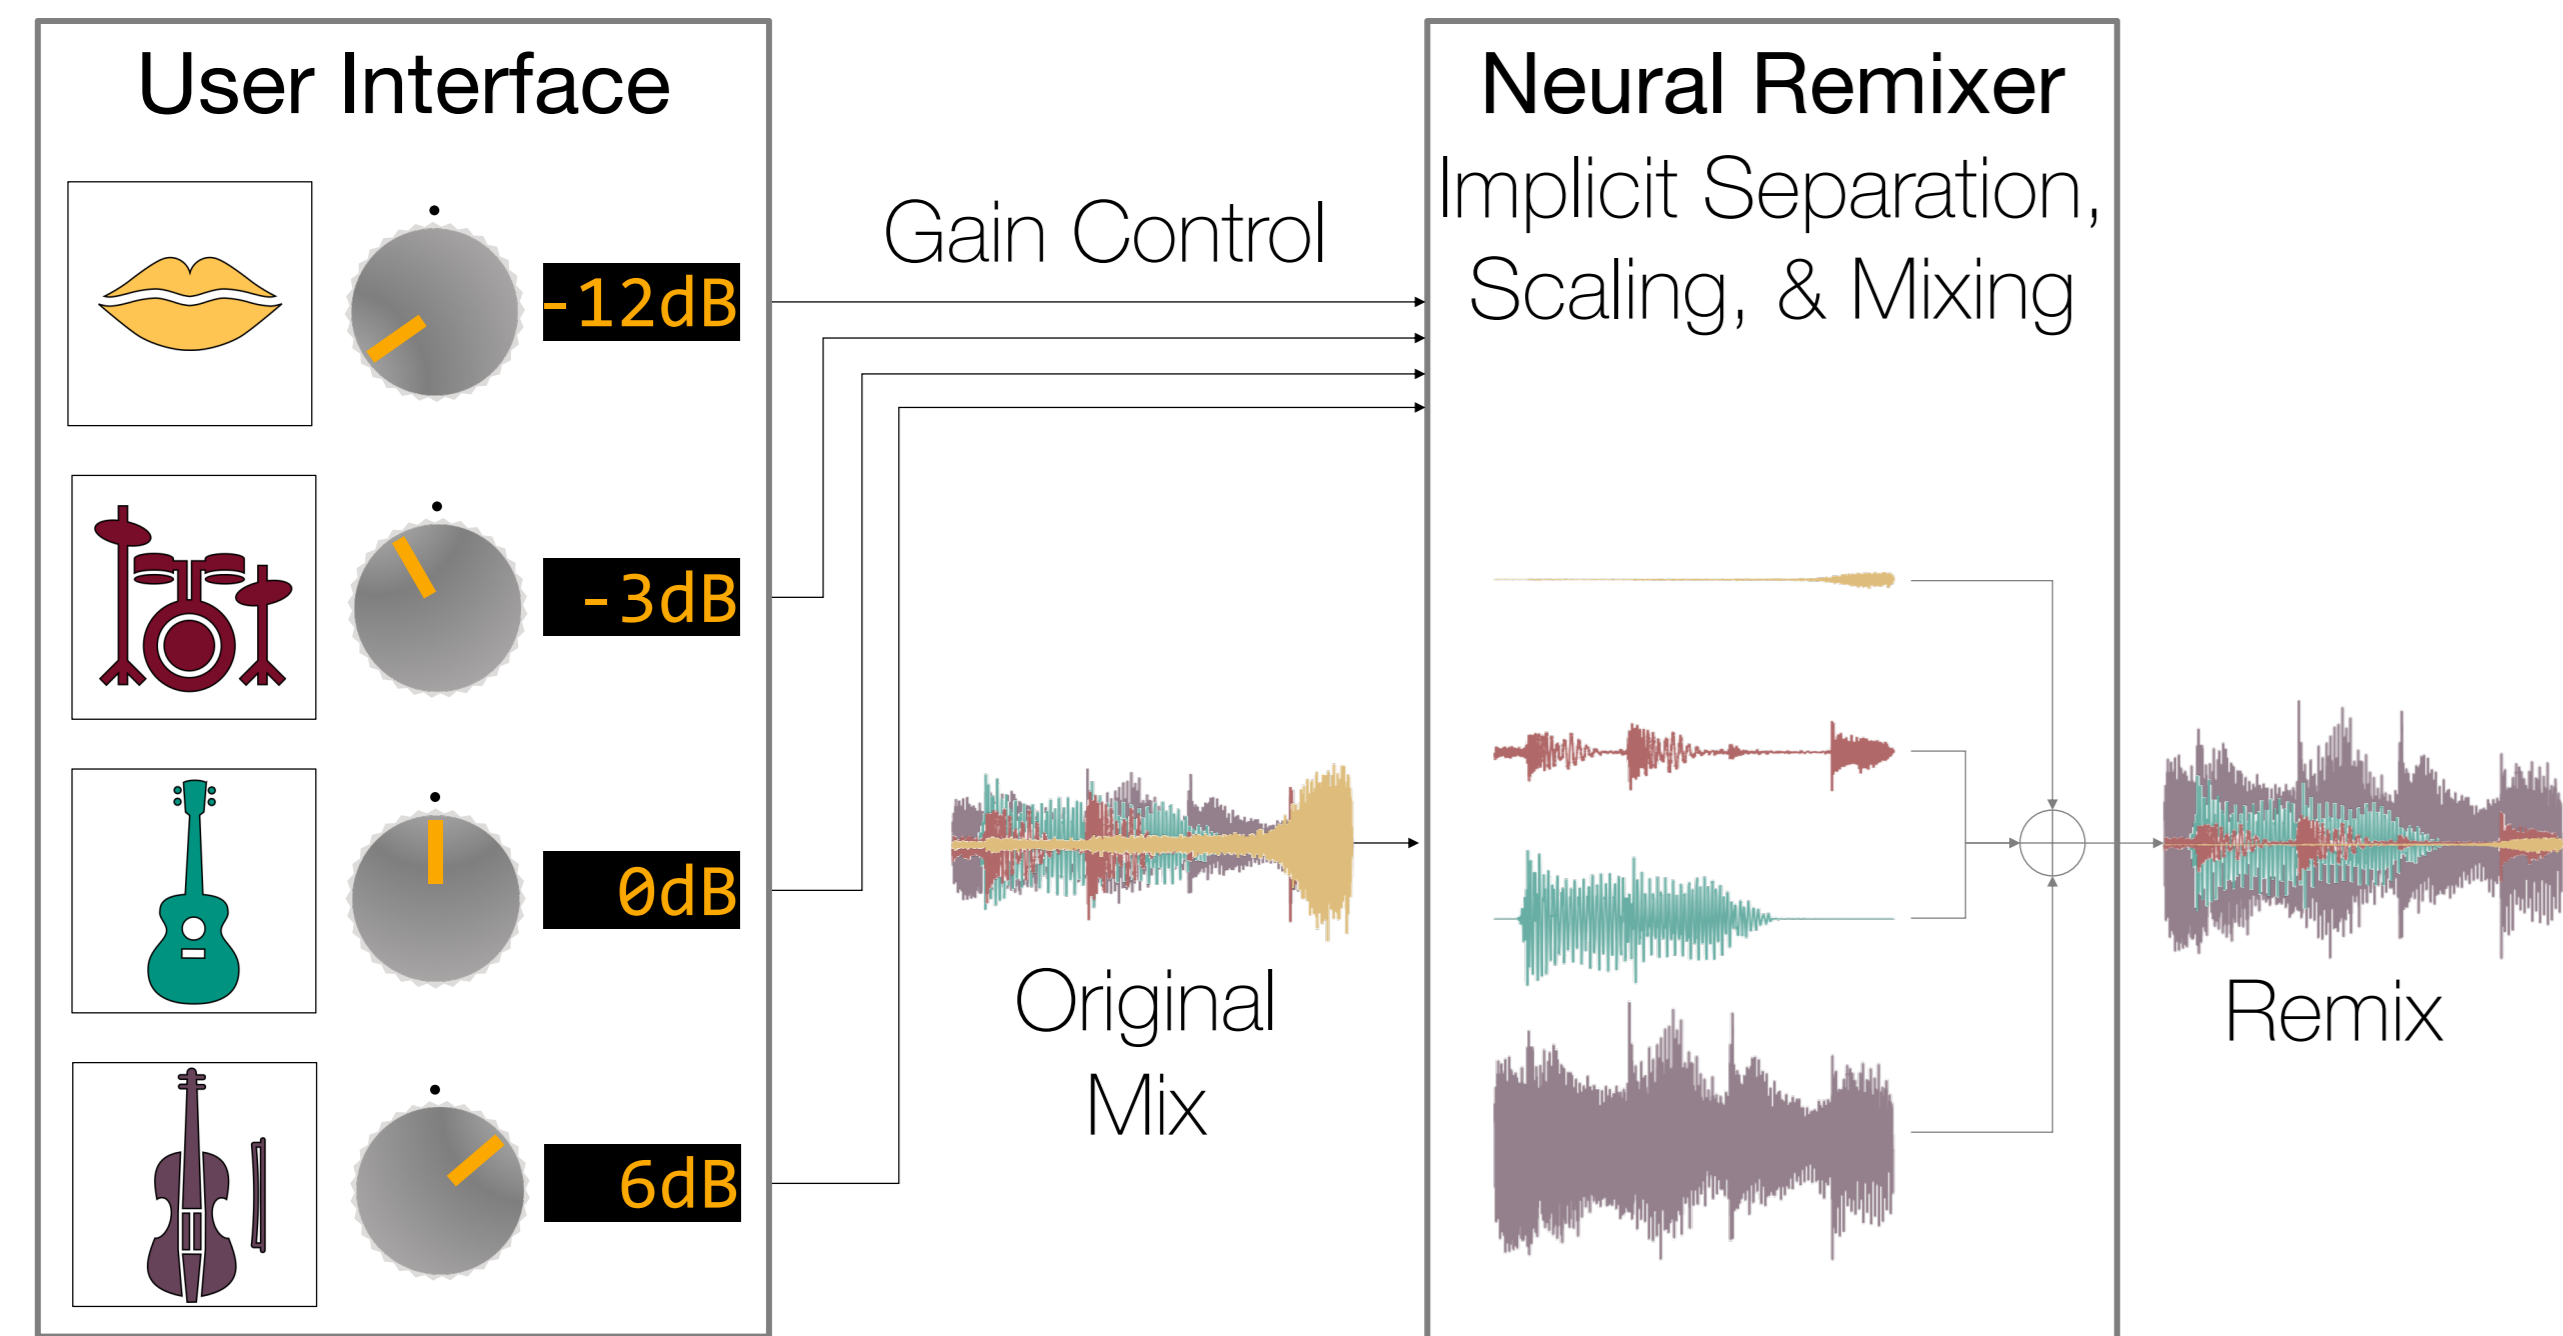 User Interface
-12dB
-3dB
0dB
6dB
Gain Control
Original
Mix
Neural Remixer
Implicit Separation,
Scaling, & Mixing
Remix